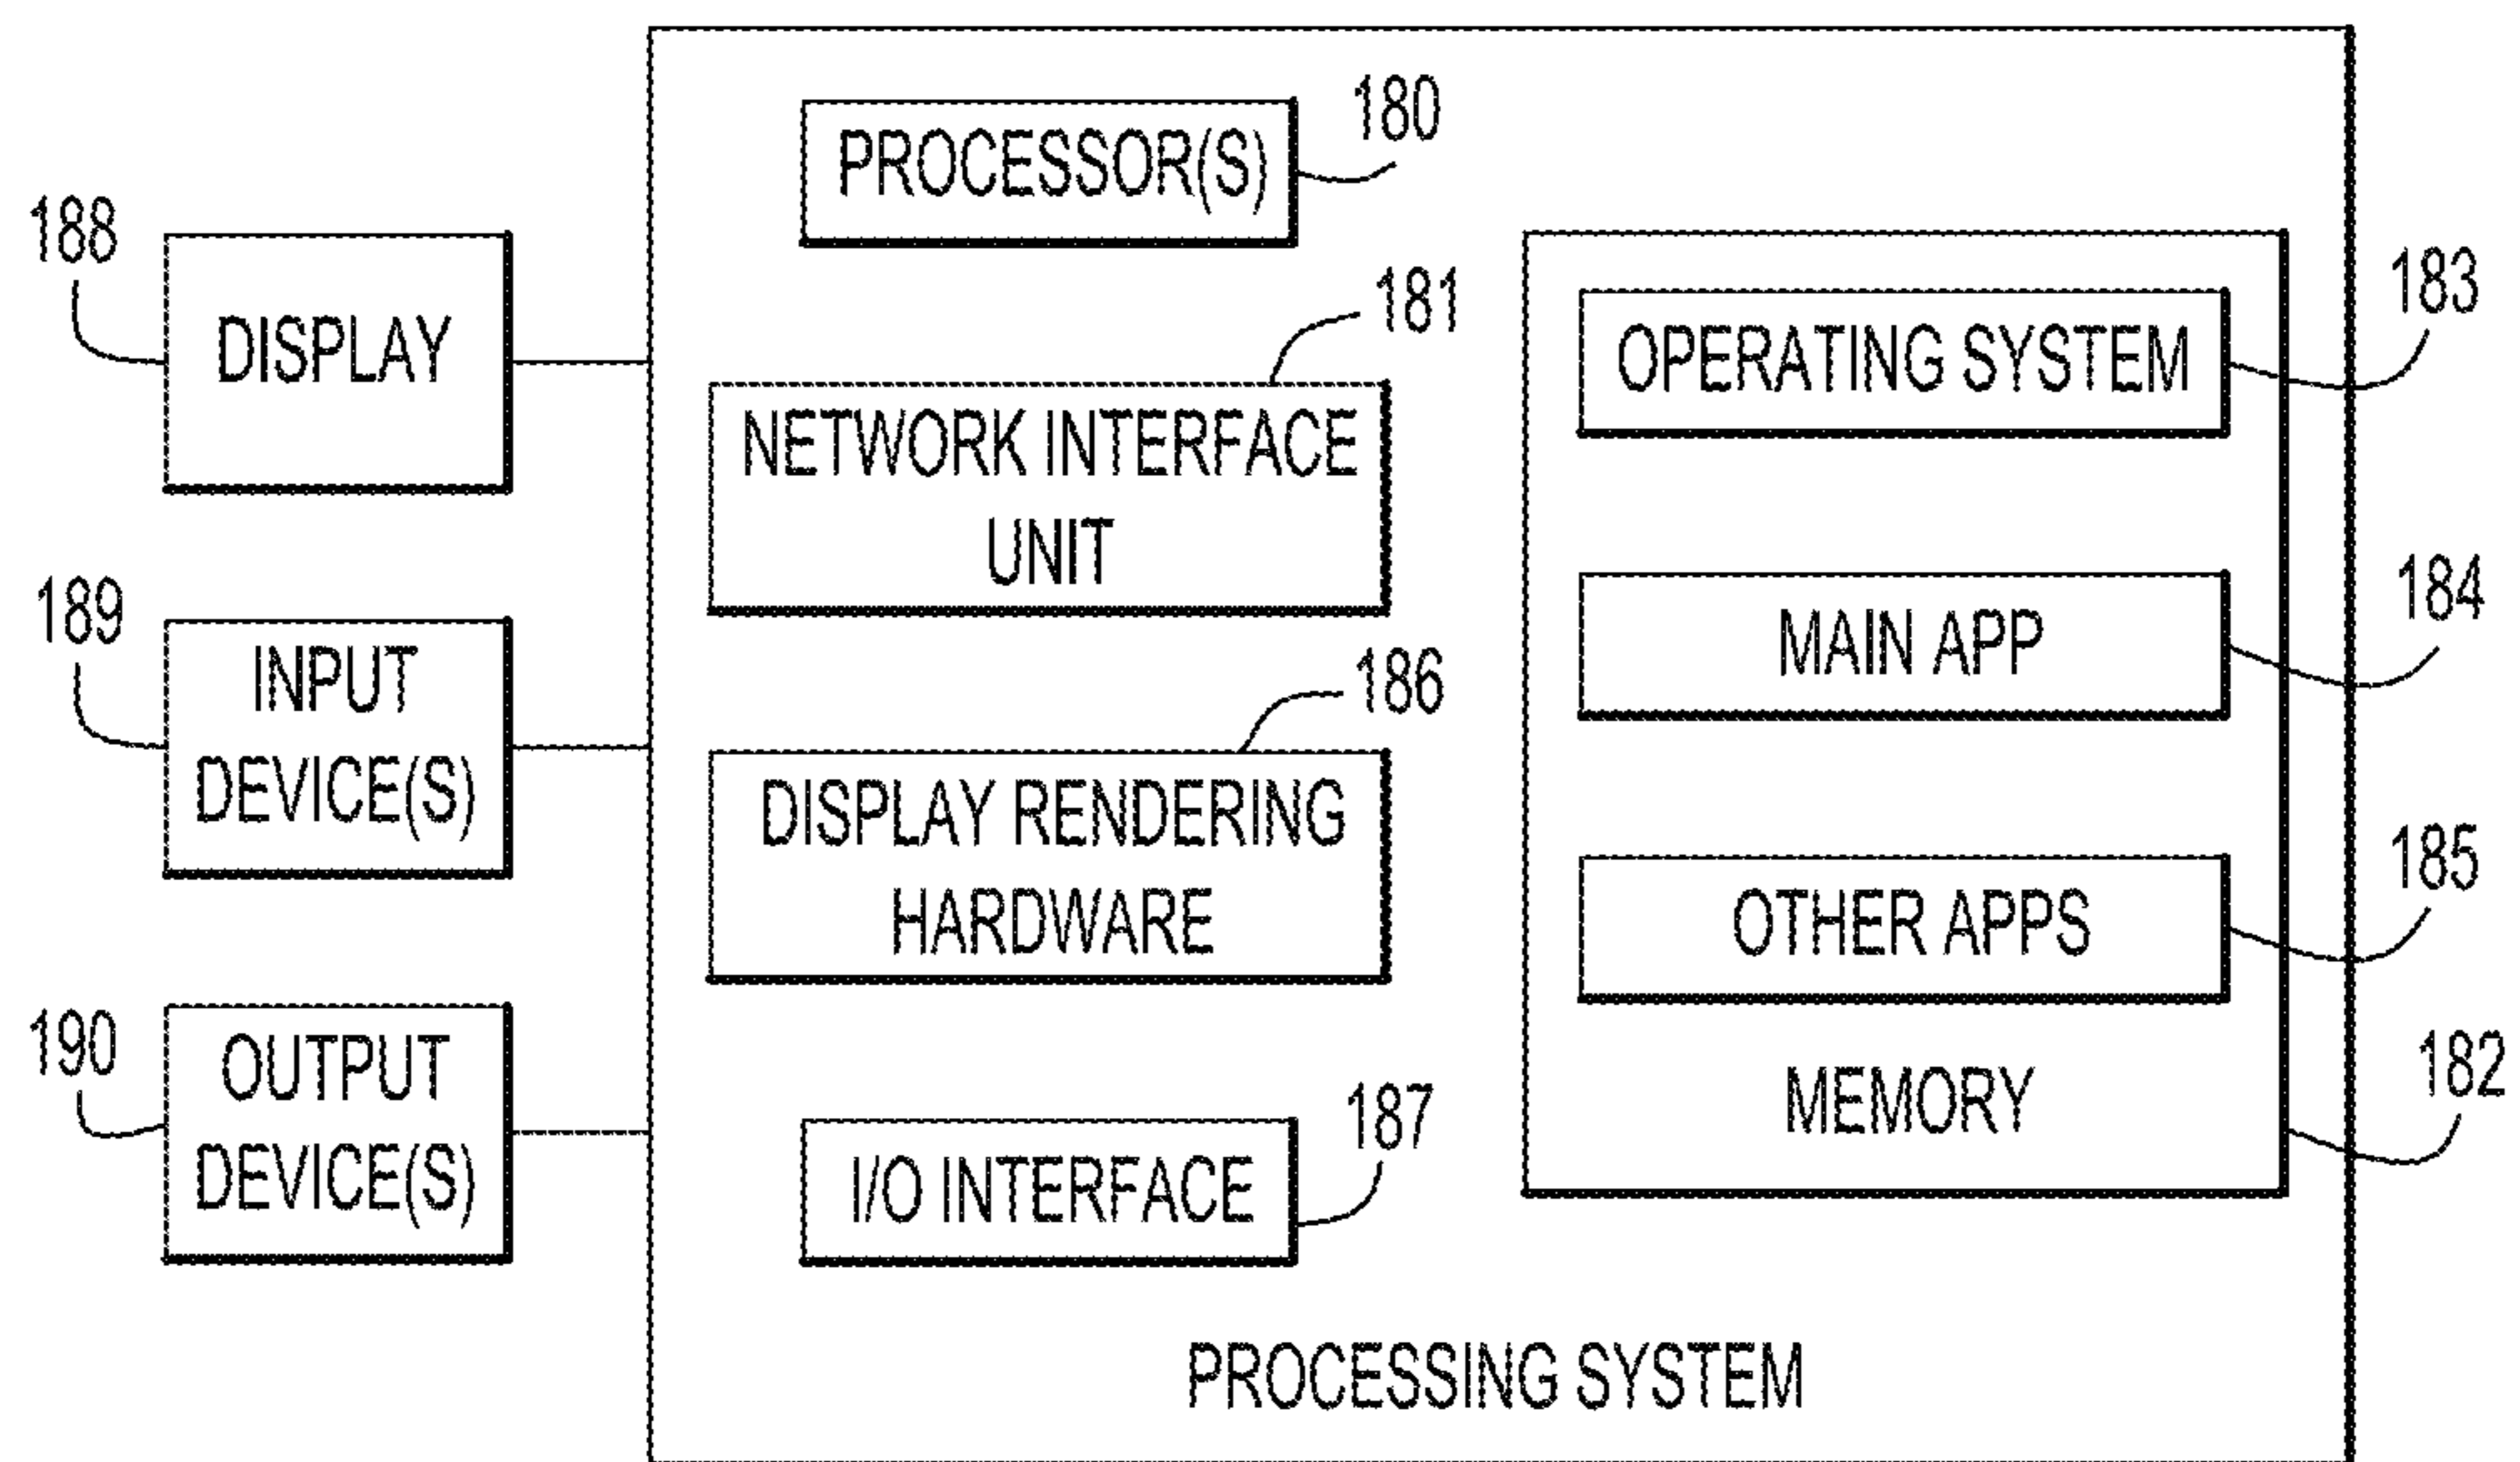 180
PROCESSOR(S)
188
DISPLAY
181
NETWORK INTERFACE
UNIT
183
OPERATING SYSTEM
189
INPUT
DEVICE(S)
186
DISPLAY RENDERING
HARDWARE
184
MAIN APP
185
OTHER APPS
190
OUTPUT
DEVICE(S)
187
I/O INTERFACE
MEMORY
182
PROCESSING SYSTEM